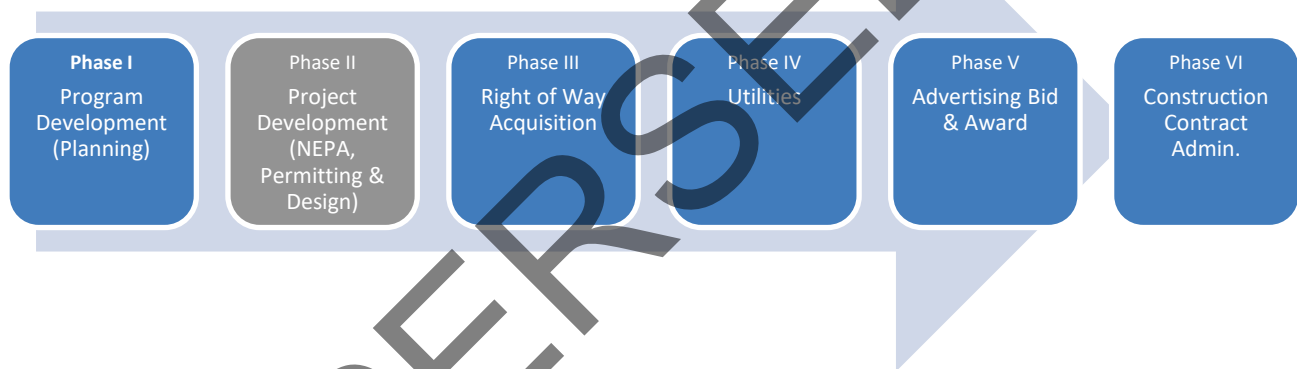 Phase I
Program
Development
(Planning)
Phase II
Project
Development
(NEPA,
Permitting &
Design)
Phase III
Right of Way
Acquisition
Phase IV
Utilities
Phase V
Advertising Bid
& Award
Phase VI
Construction
Contract
Admin.